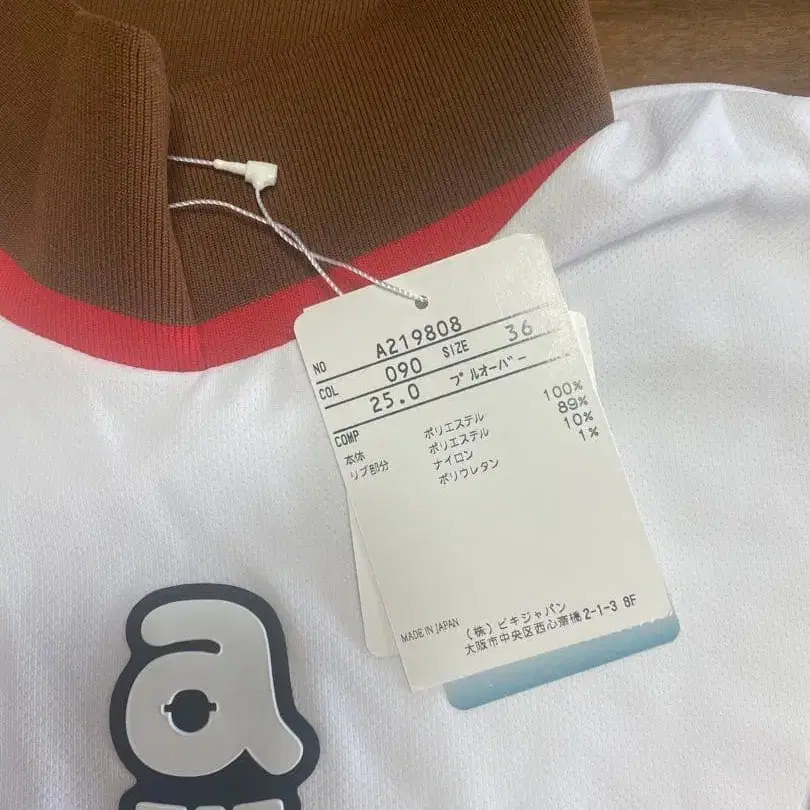 NO A219808
COL 090 SIZE 36
25.0 プルオーバー
COMP
本体 ポリエステル 100%
リブ部分 ポリエステル 89%
ナイロン 10%
ポリウレタン 1%
MADE IN JAPAN (株)ビキジャパン
大阪市中央区西心斎橋2-1-3 8F
a